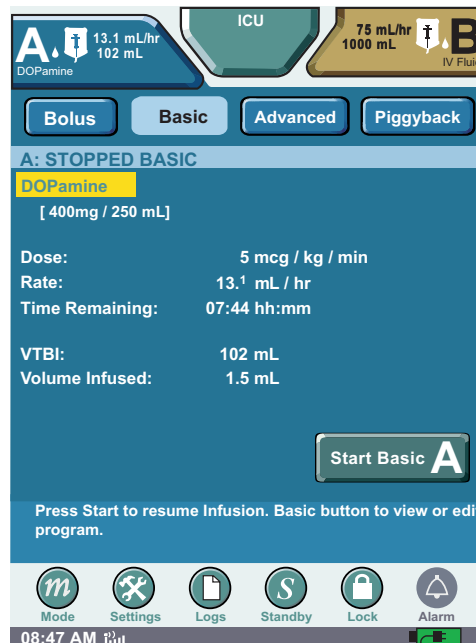 A
13.1 mL/hr
102 mL
DOPamine
ICU
75 mL/hr
1000 mL
B
IV Flui
Bolus
Basic
Advanced
Piggyback
A: STOPPED BASIC
DOPamine
[ 400mg / 250 mL]
Dose: 5 mcg / kg / min
Rate: 13.1 mL / hr
Time Remaining: 07:44 hh:mm
VTBI: 102 mL
Volume Infused: 1.5 mL
Start Basic A
Press Start to resume Infusion. Basic button to view or edi
program.
m
S
Mode Settings Logs Standby Lock Alarm
08:47 AM